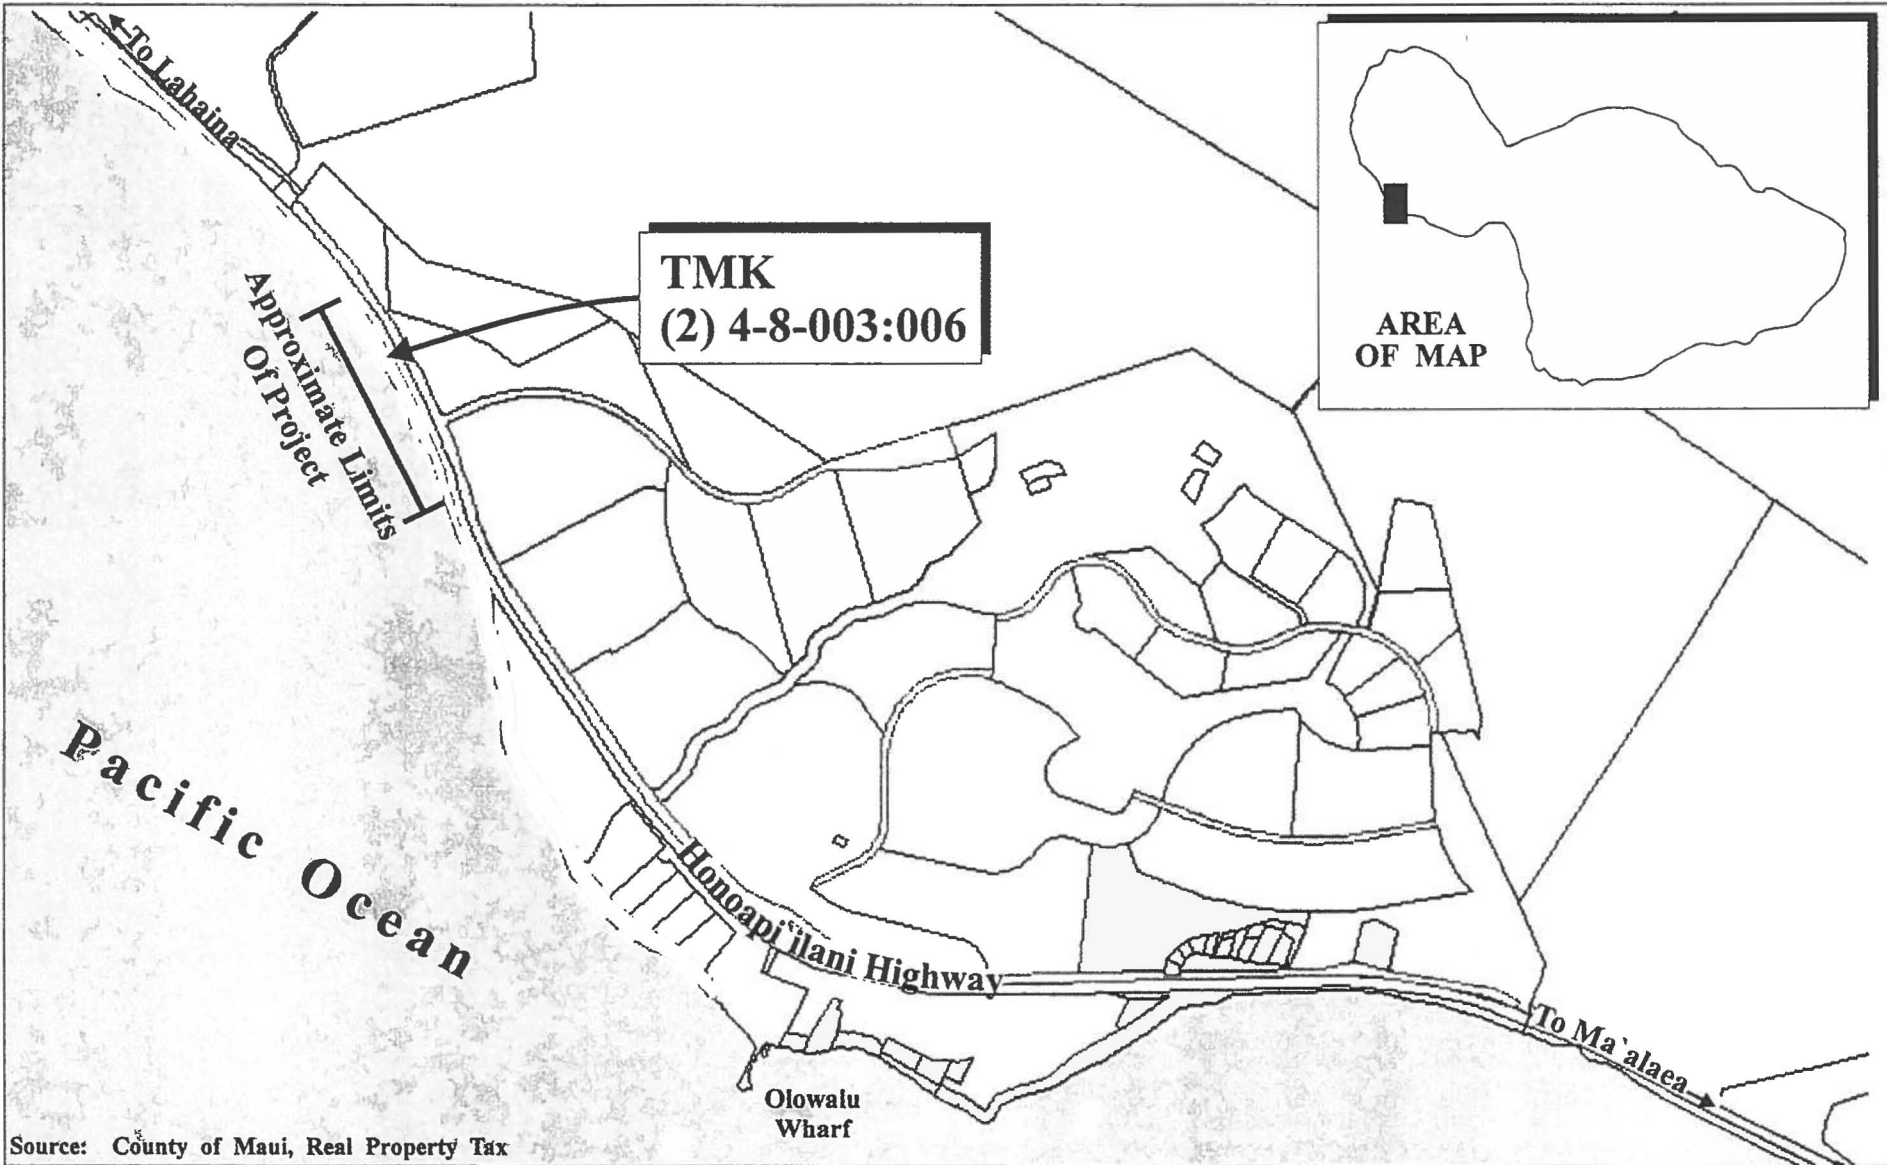 To Lahaina
TMK
(2) 4-8-003:006
AREA
OF MAP
Approximate Limits
Of Project
Pacific Ocean
Honoapi`ilani Highway
To Ma`alaea
Olowalu
Wharf
Source: County of Maui, Real Property Tax